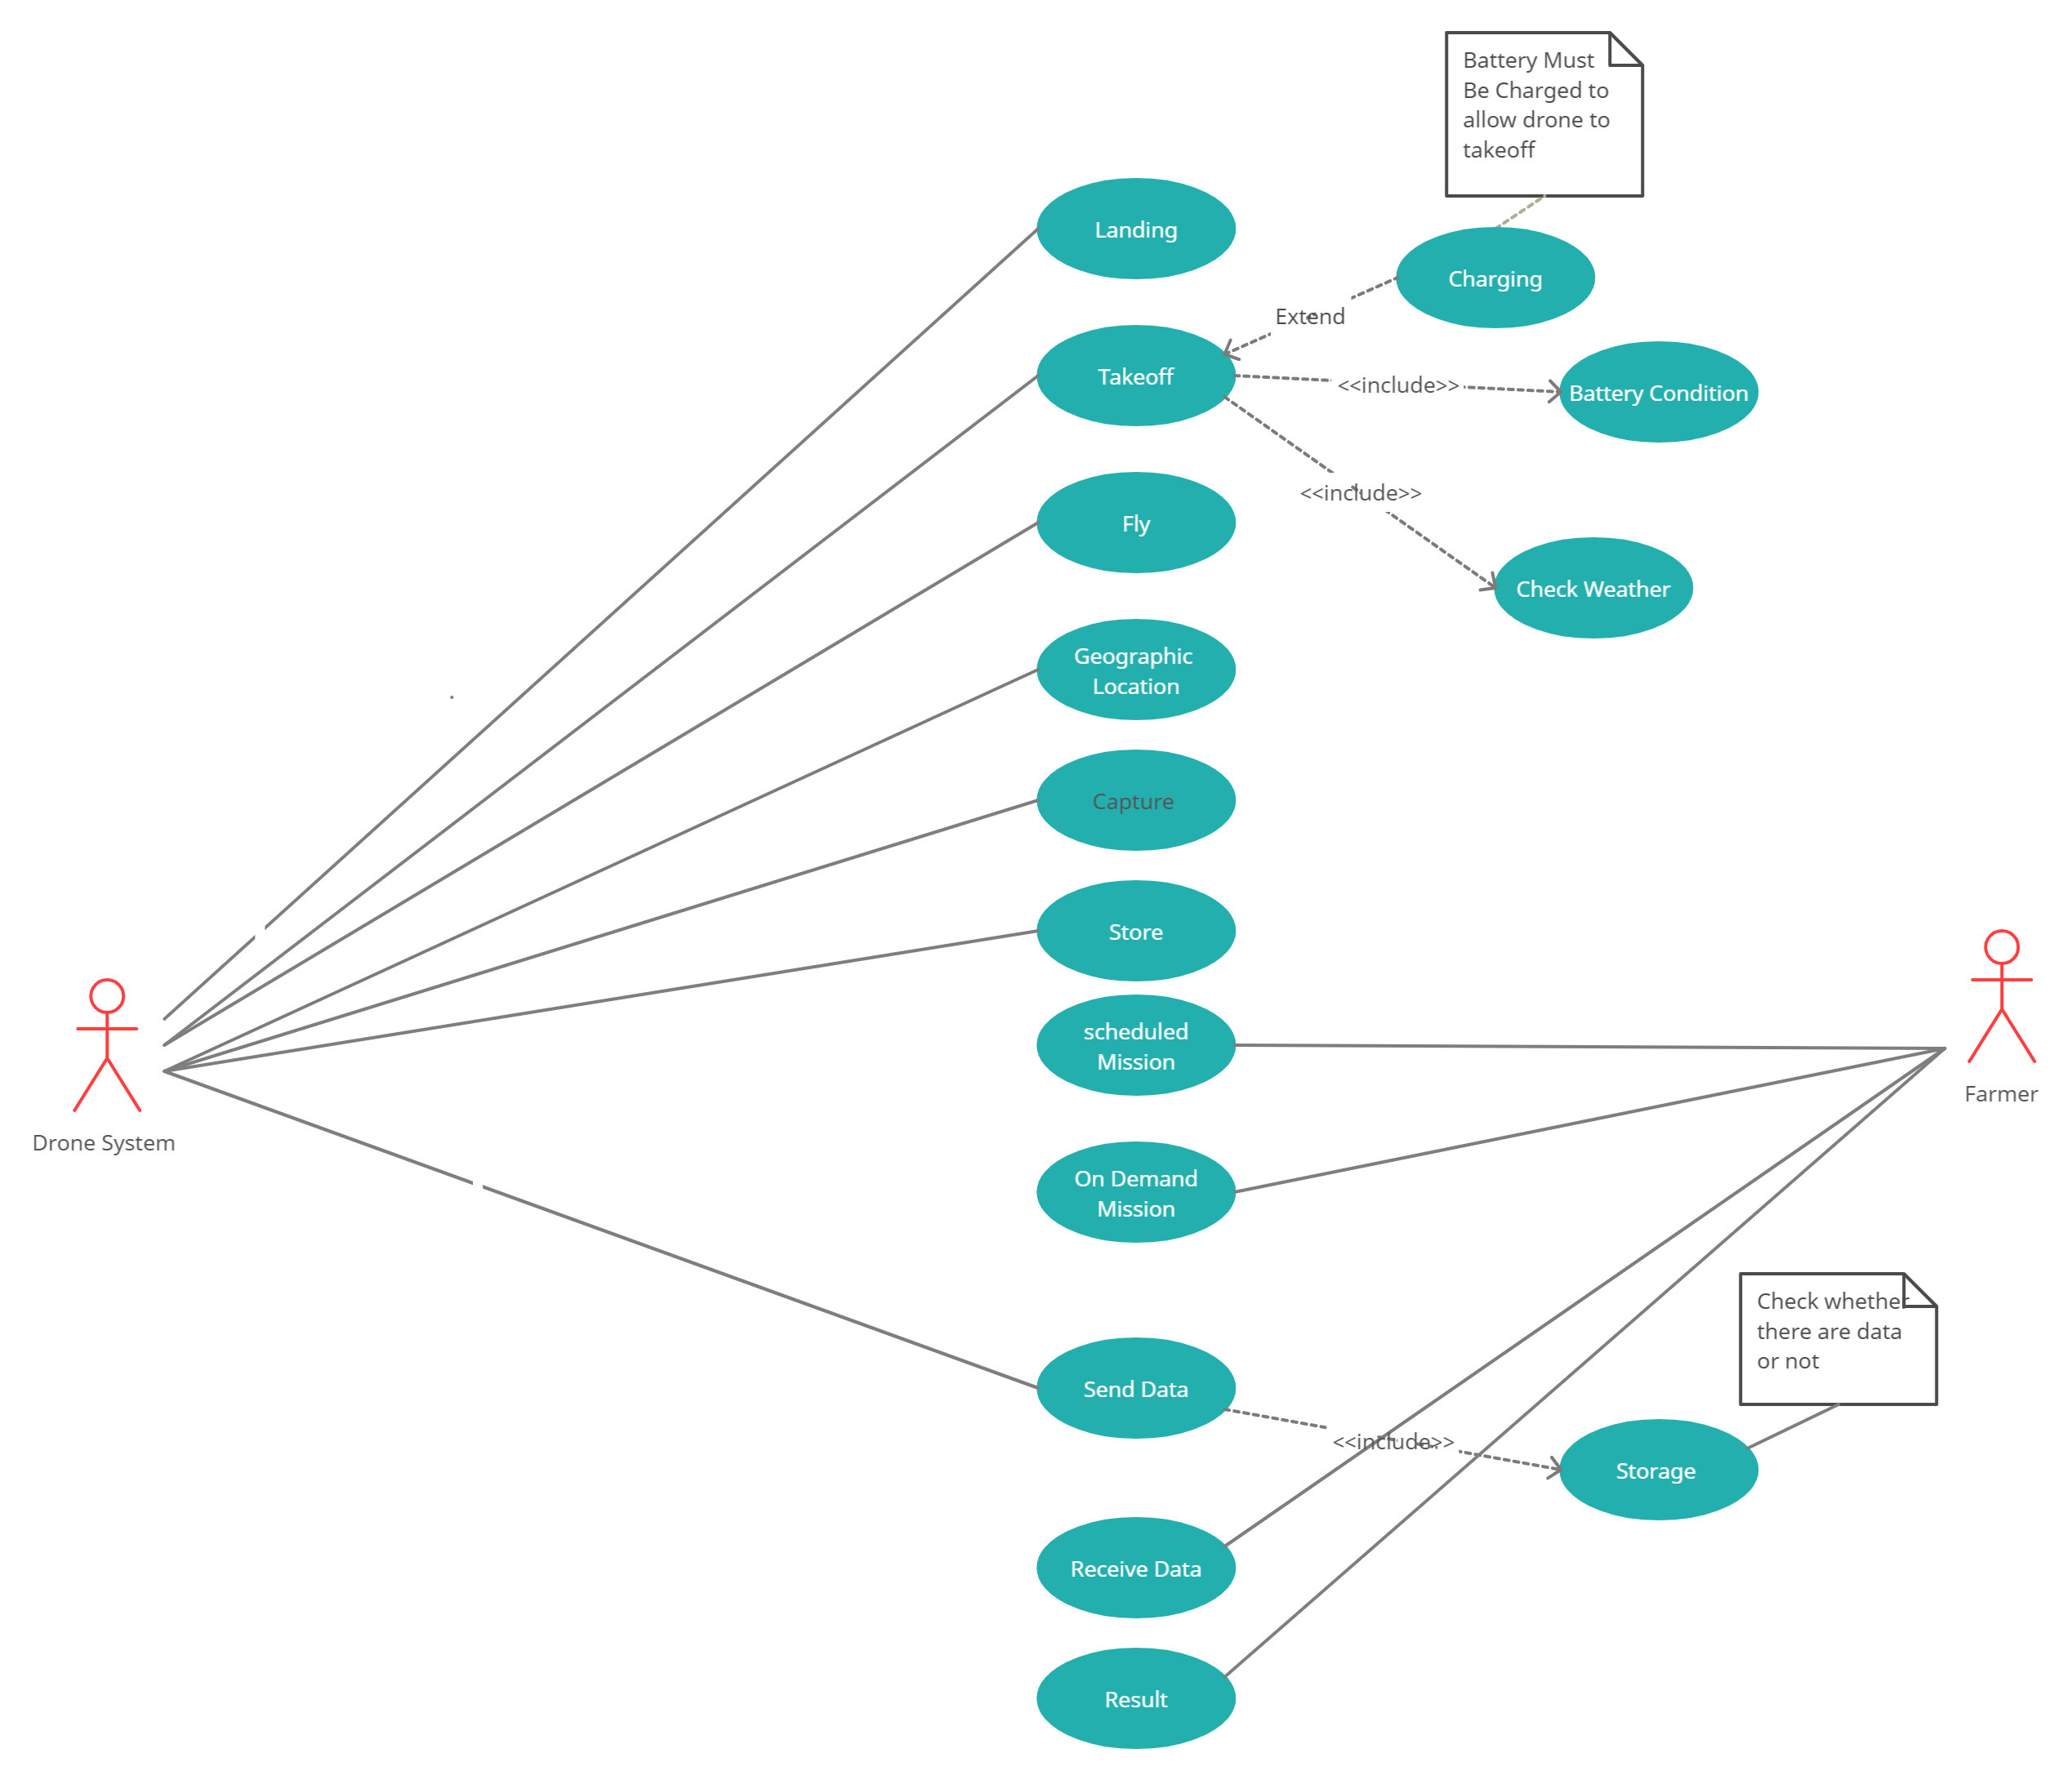 Battery Must
Be Charged to
allow drone to
takeoff
Landing
Charging
Extend
Takeoff
<<include>>
Battery Condition
<<include>>
Fly
Check Weather
Geographic
Location
Capture
Store
scheduled
Mission
Farmer
Drone System
On Demand
Mission
Check whether
there are data
or not
Send Data
<<include>>
Storage
Receive Data
Result